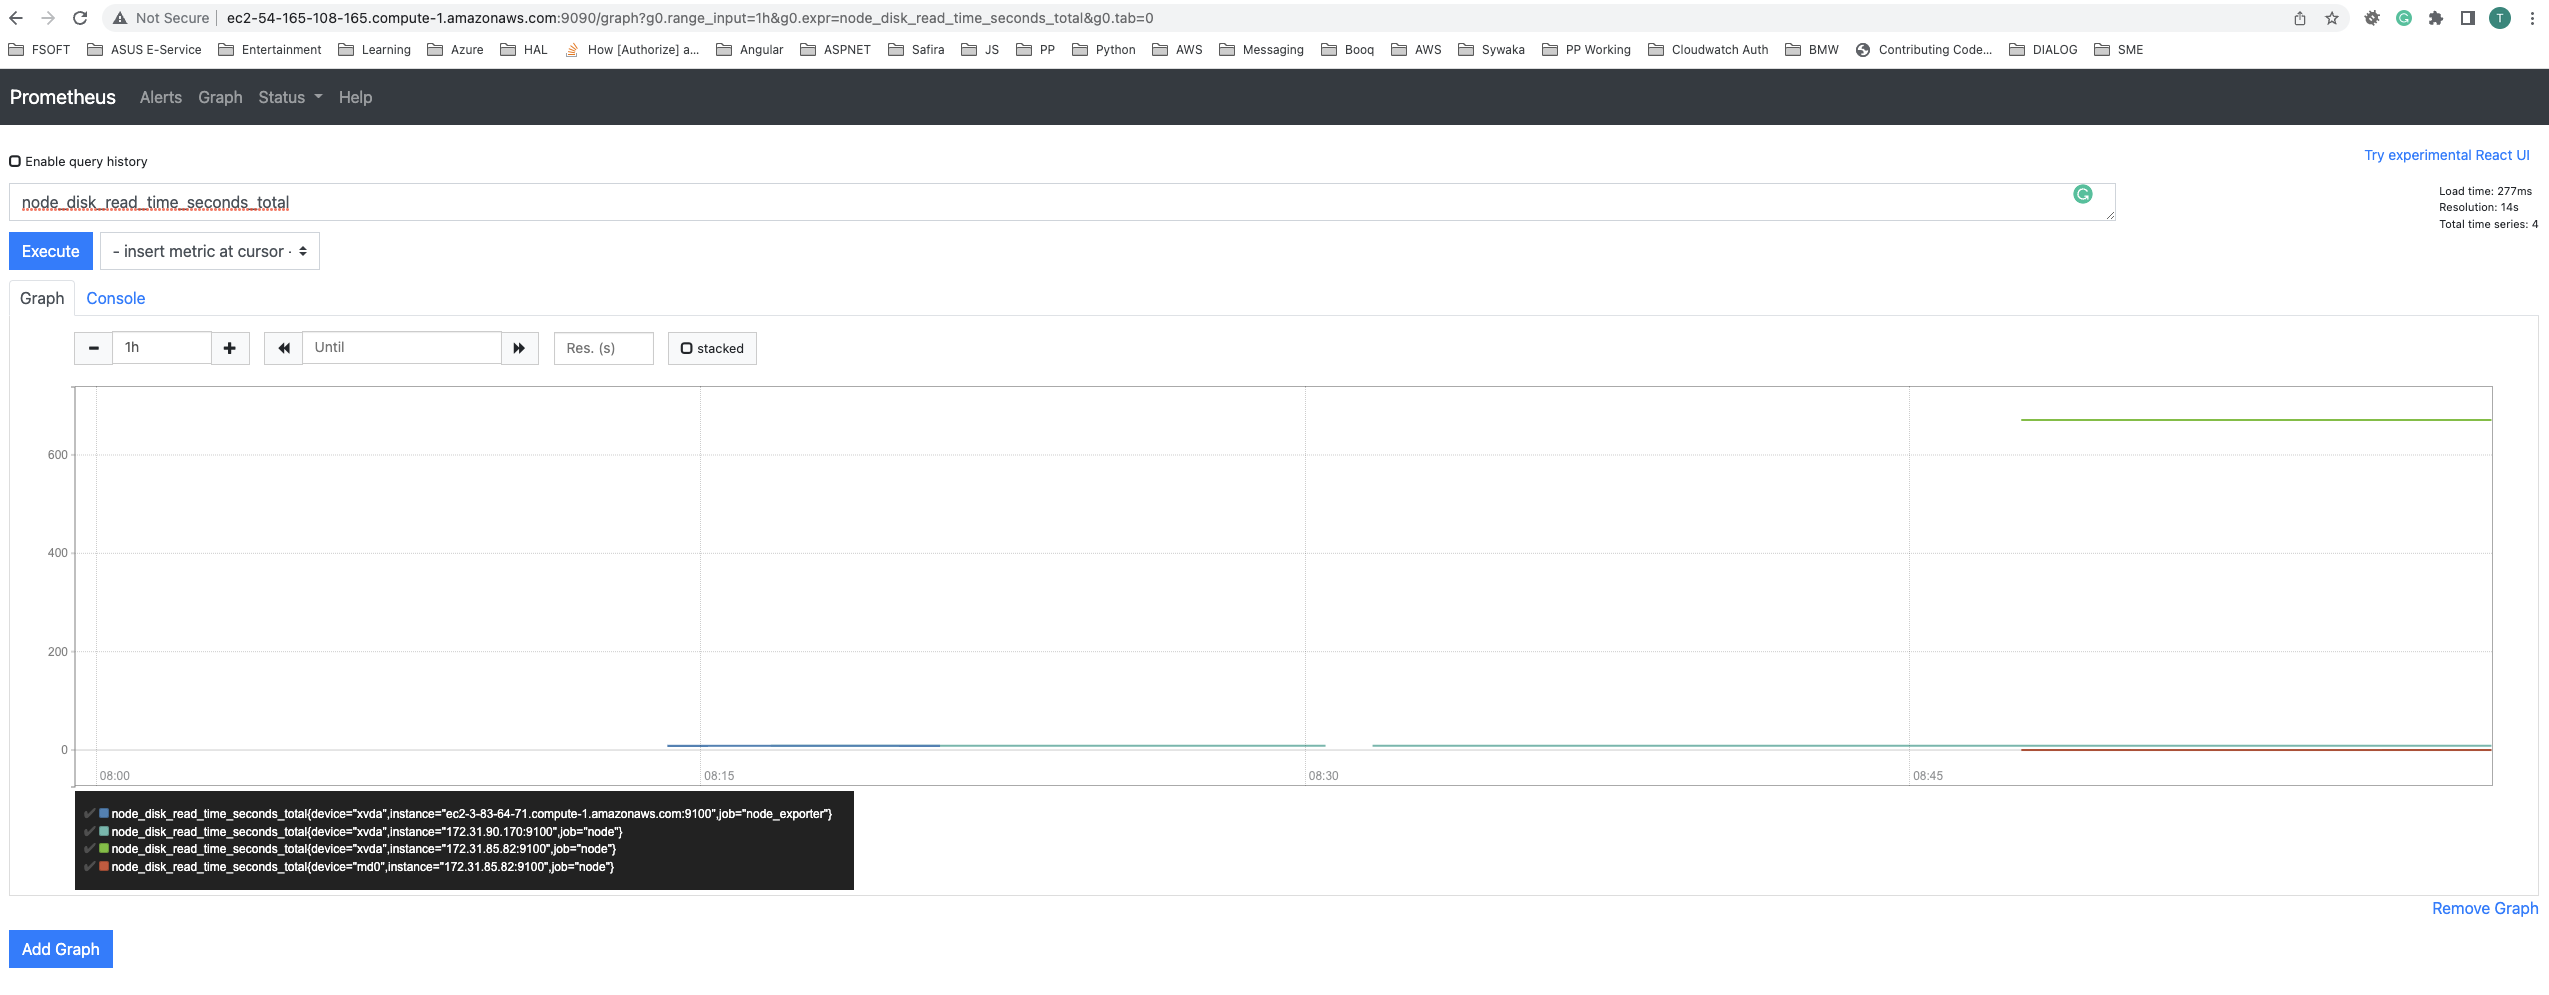 Not Secure ec2-54-165-108-165.compute-1.amazonaws.com:9090/graph?g0.range_input=1h&g0.expr=node_disk_read_time_seconds_total&g0.tab=0 T
FSOFT ASUS E-Service Entertainment Learning Azure HAL How [Authorize] a... Angular ASPNET Safira JS PP Python AWS Messaging Booq AWS Sywaka PP Working Cloudwatch Auth BMW Contributing Code... DIALOG SME
Prometheus Alerts Graph Status Help
Enable query history
Try experimental React UI
node_disk_read_time_seconds_total
Load time: 277ms
Resolution: 14s
Total time series: 4
Execute - insert metric at cursor -
Graph Console
1h Until Res. (s) stacked
600
400
200
0
08:00 08:15 08:30 08:45
node_disk_read_time_seconds_total{device="xvda",instance="ec2-3-83-64-71.compute-1.amazonaws.com:9100",job="node_exporter"}
node_disk_read_time_seconds_total{device="xvda",instance="172.31.90.170:9100",job="node"}
node_disk_read_time_seconds_total{device="xvda",instance="172.31.85.82:9100",job="node"}
node_disk_read_time_seconds_total{device="md0",instance="172.31.85.82:9100",job="node"}
Remove Graph
Add Graph